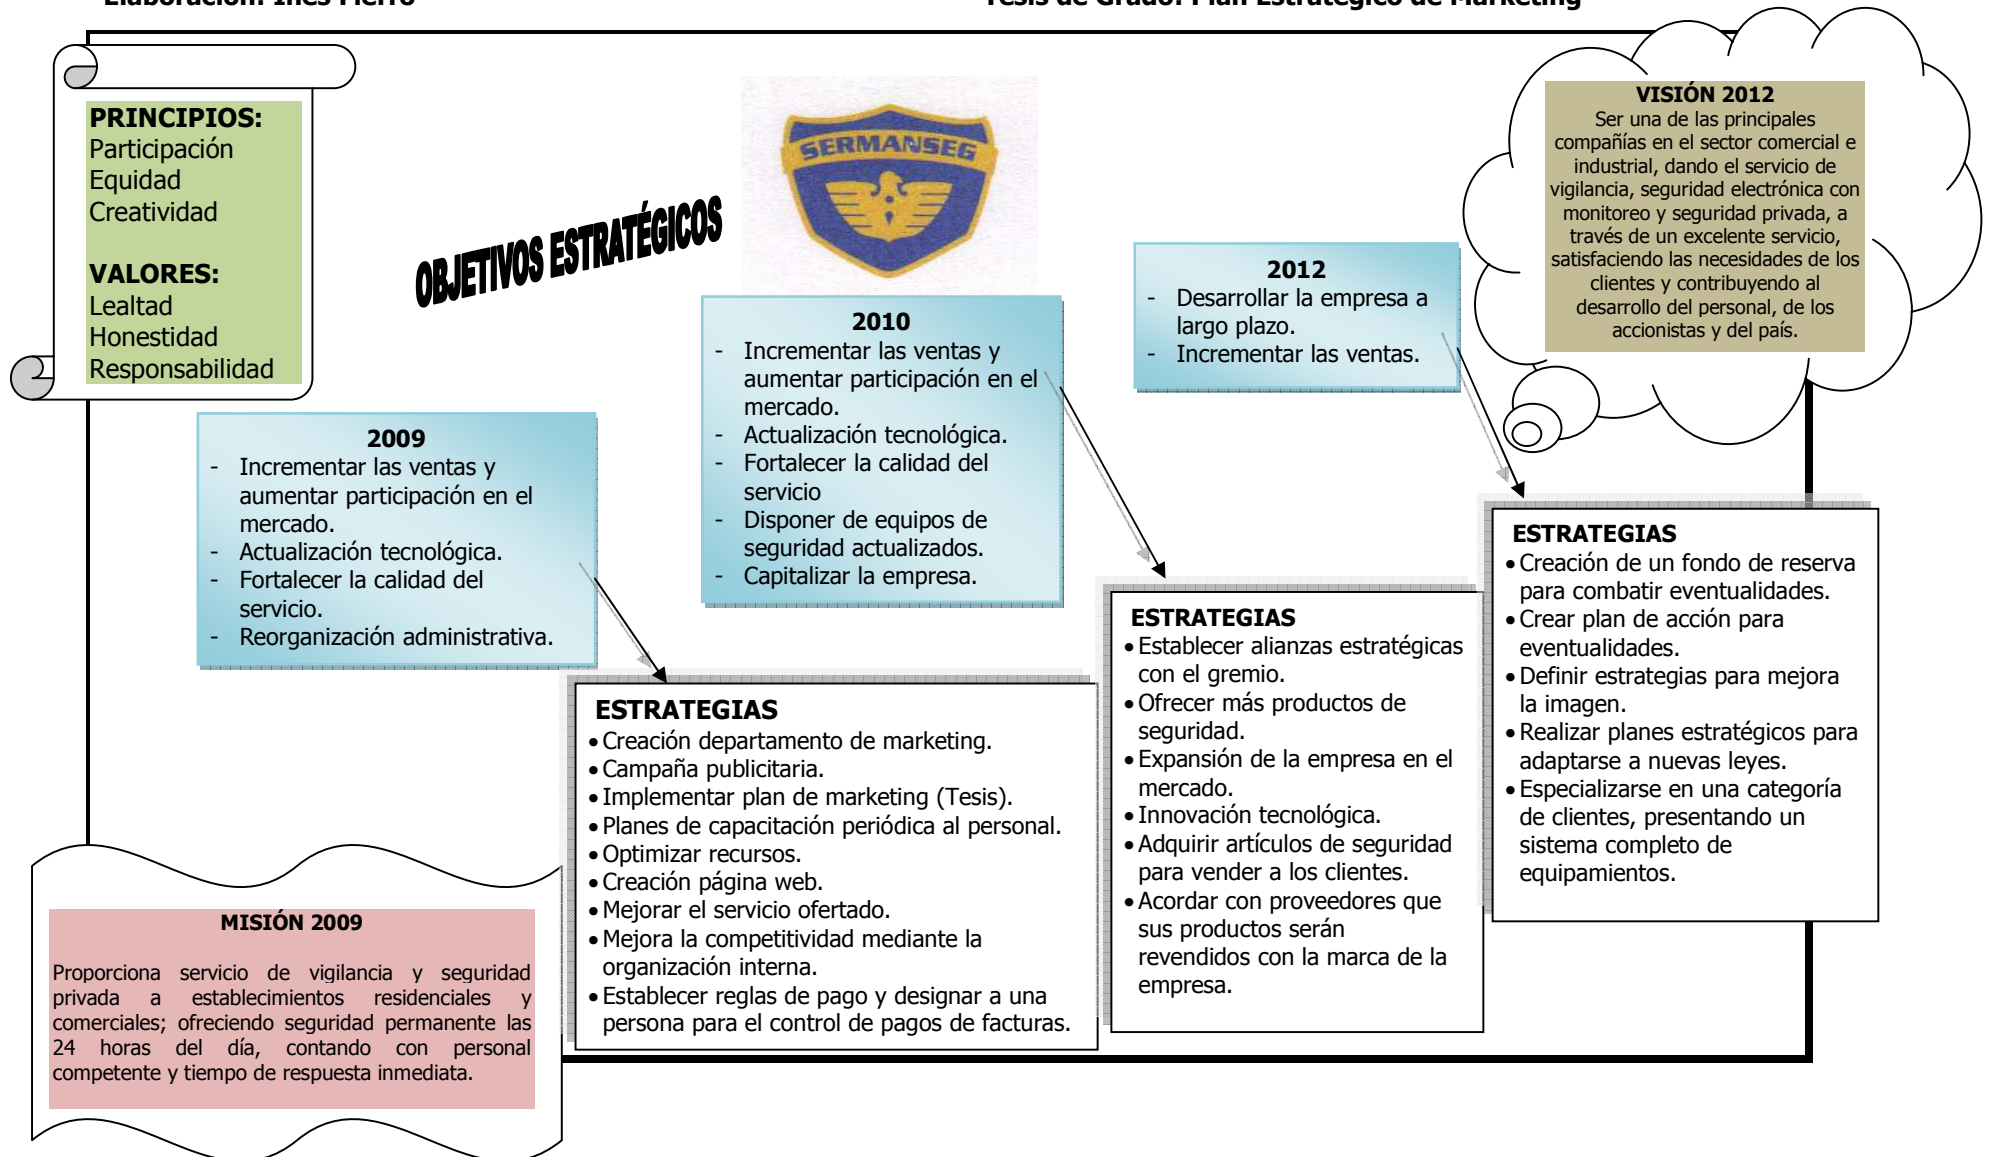 Elaboración: Inés Fierro
Tesis de Grado: Plan Estratégico de Marketing
PRINCIPIOS:
Participación
Equidad
Creatividad
VALORES:
Lealtad
Honestidad
Responsabilidad
OBJETIVOS ESTRATÉGICOS
SERMANSEG
VISIÓN 2012
Ser una de las principales
compañías en el sector comercial e
industrial, dando el servicio de
vigilancia, seguridad electrónica con
monitoreo y seguridad privada, a
través de un excelente servicio,
satisfaciendo las necesidades de los
clientes y contribuyendo al
desarrollo del personal, de los
accionistas y del país.
2009
- Incrementar las ventas y
aumentar participación en el
mercado.
- Actualización tecnológica.
- Fortalecer la calidad del
servicio.
- Reorganización administrativa.
2010
- Incrementar las ventas y
aumentar participación en el
mercado.
- Actualización tecnológica.
- Fortalecer la calidad del
servicio
- Disponer de equipos de
seguridad actualizados.
- Capitalizar la empresa.
2012
- Desarrollar la empresa a
largo plazo.
- Incrementar las ventas.
ESTRATEGIAS
• Creación departamento de marketing.
• Campaña publicitaria.
• Implementar plan de marketing (Tesis).
• Planes de capacitación periódica al personal.
• Optimizar recursos.
• Creación página web.
• Mejorar el servicio ofertado.
• Mejora la competitividad mediante la
organización interna.
• Establecer reglas de pago y designar a una
persona para el control de pagos de facturas.
ESTRATEGIAS
• Establecer alianzas estratégicas
con el gremio.
• Ofrecer más productos de
seguridad.
• Expansión de la empresa en el
mercado.
• Innovación tecnológica.
• Adquirir artículos de seguridad
para vender a los clientes.
• Acordar con proveedores que
sus productos serán
revendidos con la marca de la
empresa.
ESTRATEGIAS
• Creación de un fondo de reserva
para combatir eventualidades.
• Crear plan de acción para
eventualidades.
• Definir estrategias para mejora
la imagen.
• Realizar planes estratégicos para
adaptarse a nuevas leyes.
• Especializarse en una categoría
de clientes, presentando un
sistema completo de
equipamientos.
MISIÓN 2009
Proporciona servicio de vigilancia y seguridad
privada a establecimientos residenciales y
comerciales; ofreciendo seguridad permanente las
24 horas del día, contando con personal
competente y tiempo de respuesta inmediata.